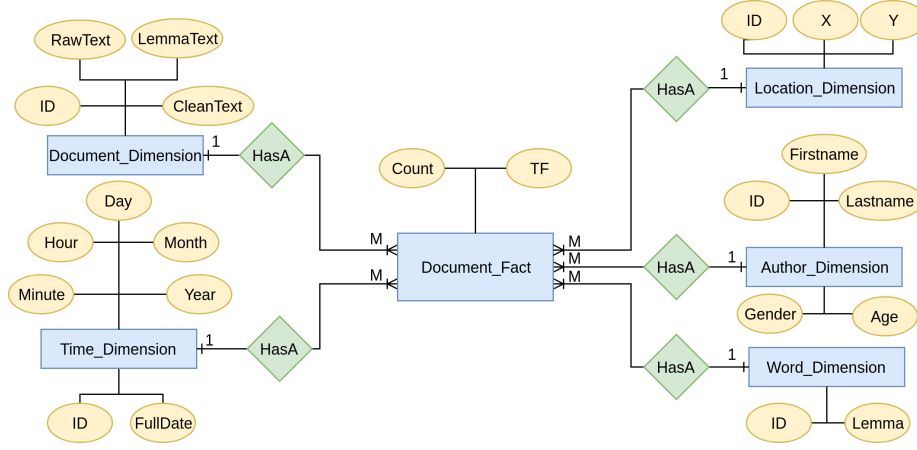 RawText
LemmaText
ID
CleanText
Document_Dimension
1
HasA
Day
Hour
Month
Minute
Year
Time_Dimension
1
HasA
ID
FullDate
Count
TF
M
M
Document_Fact
M
M
M
ID
X
Y
HasA
1
Location_Dimension
Firstname
ID
Lastname
HasA
1
Author_Dimension
Gender
Age
HasA
1
Word_Dimension
ID
Lemma